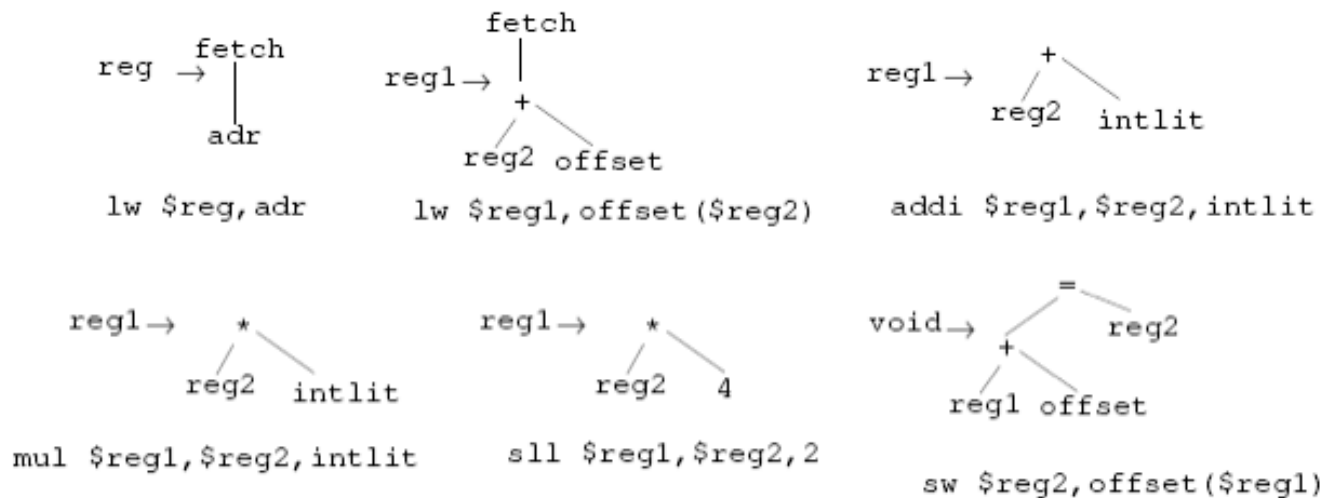 fetch
reg → fetch
adr
reg1→
+
reg2 offset
reg1→ +
reg2 intlit
lw $reg,adr
lw $reg1,offset($reg2)
addi $reg1,$reg2,intlit
reg1→ *
reg2 intlit
reg1→ *
reg2 4
=
void→
+
reg2
reg1 offset
mul $reg1,$reg2,intlit
sll $reg1,$reg2,2
sw $reg2,offset($reg1)